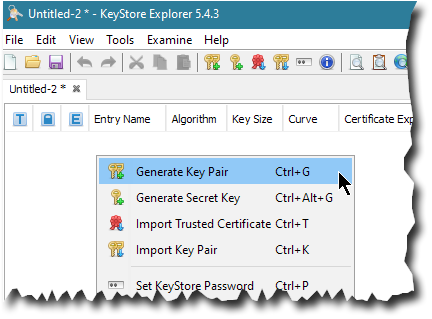 Untitled-2 * - KeyStore Explorer 5.4.3
File Edit View Tools Examine Help
Untitled-2 *
T E Entry Name Algorithm Key Size Curve Certificate Exp
Generate Key Pair Ctrl+G
Generate Secret Key Ctrl+Alt+G
Import Trusted Certificate Ctrl+T
Import Key Pair Ctrl+K
Set KeyStore Password Ctrl+P